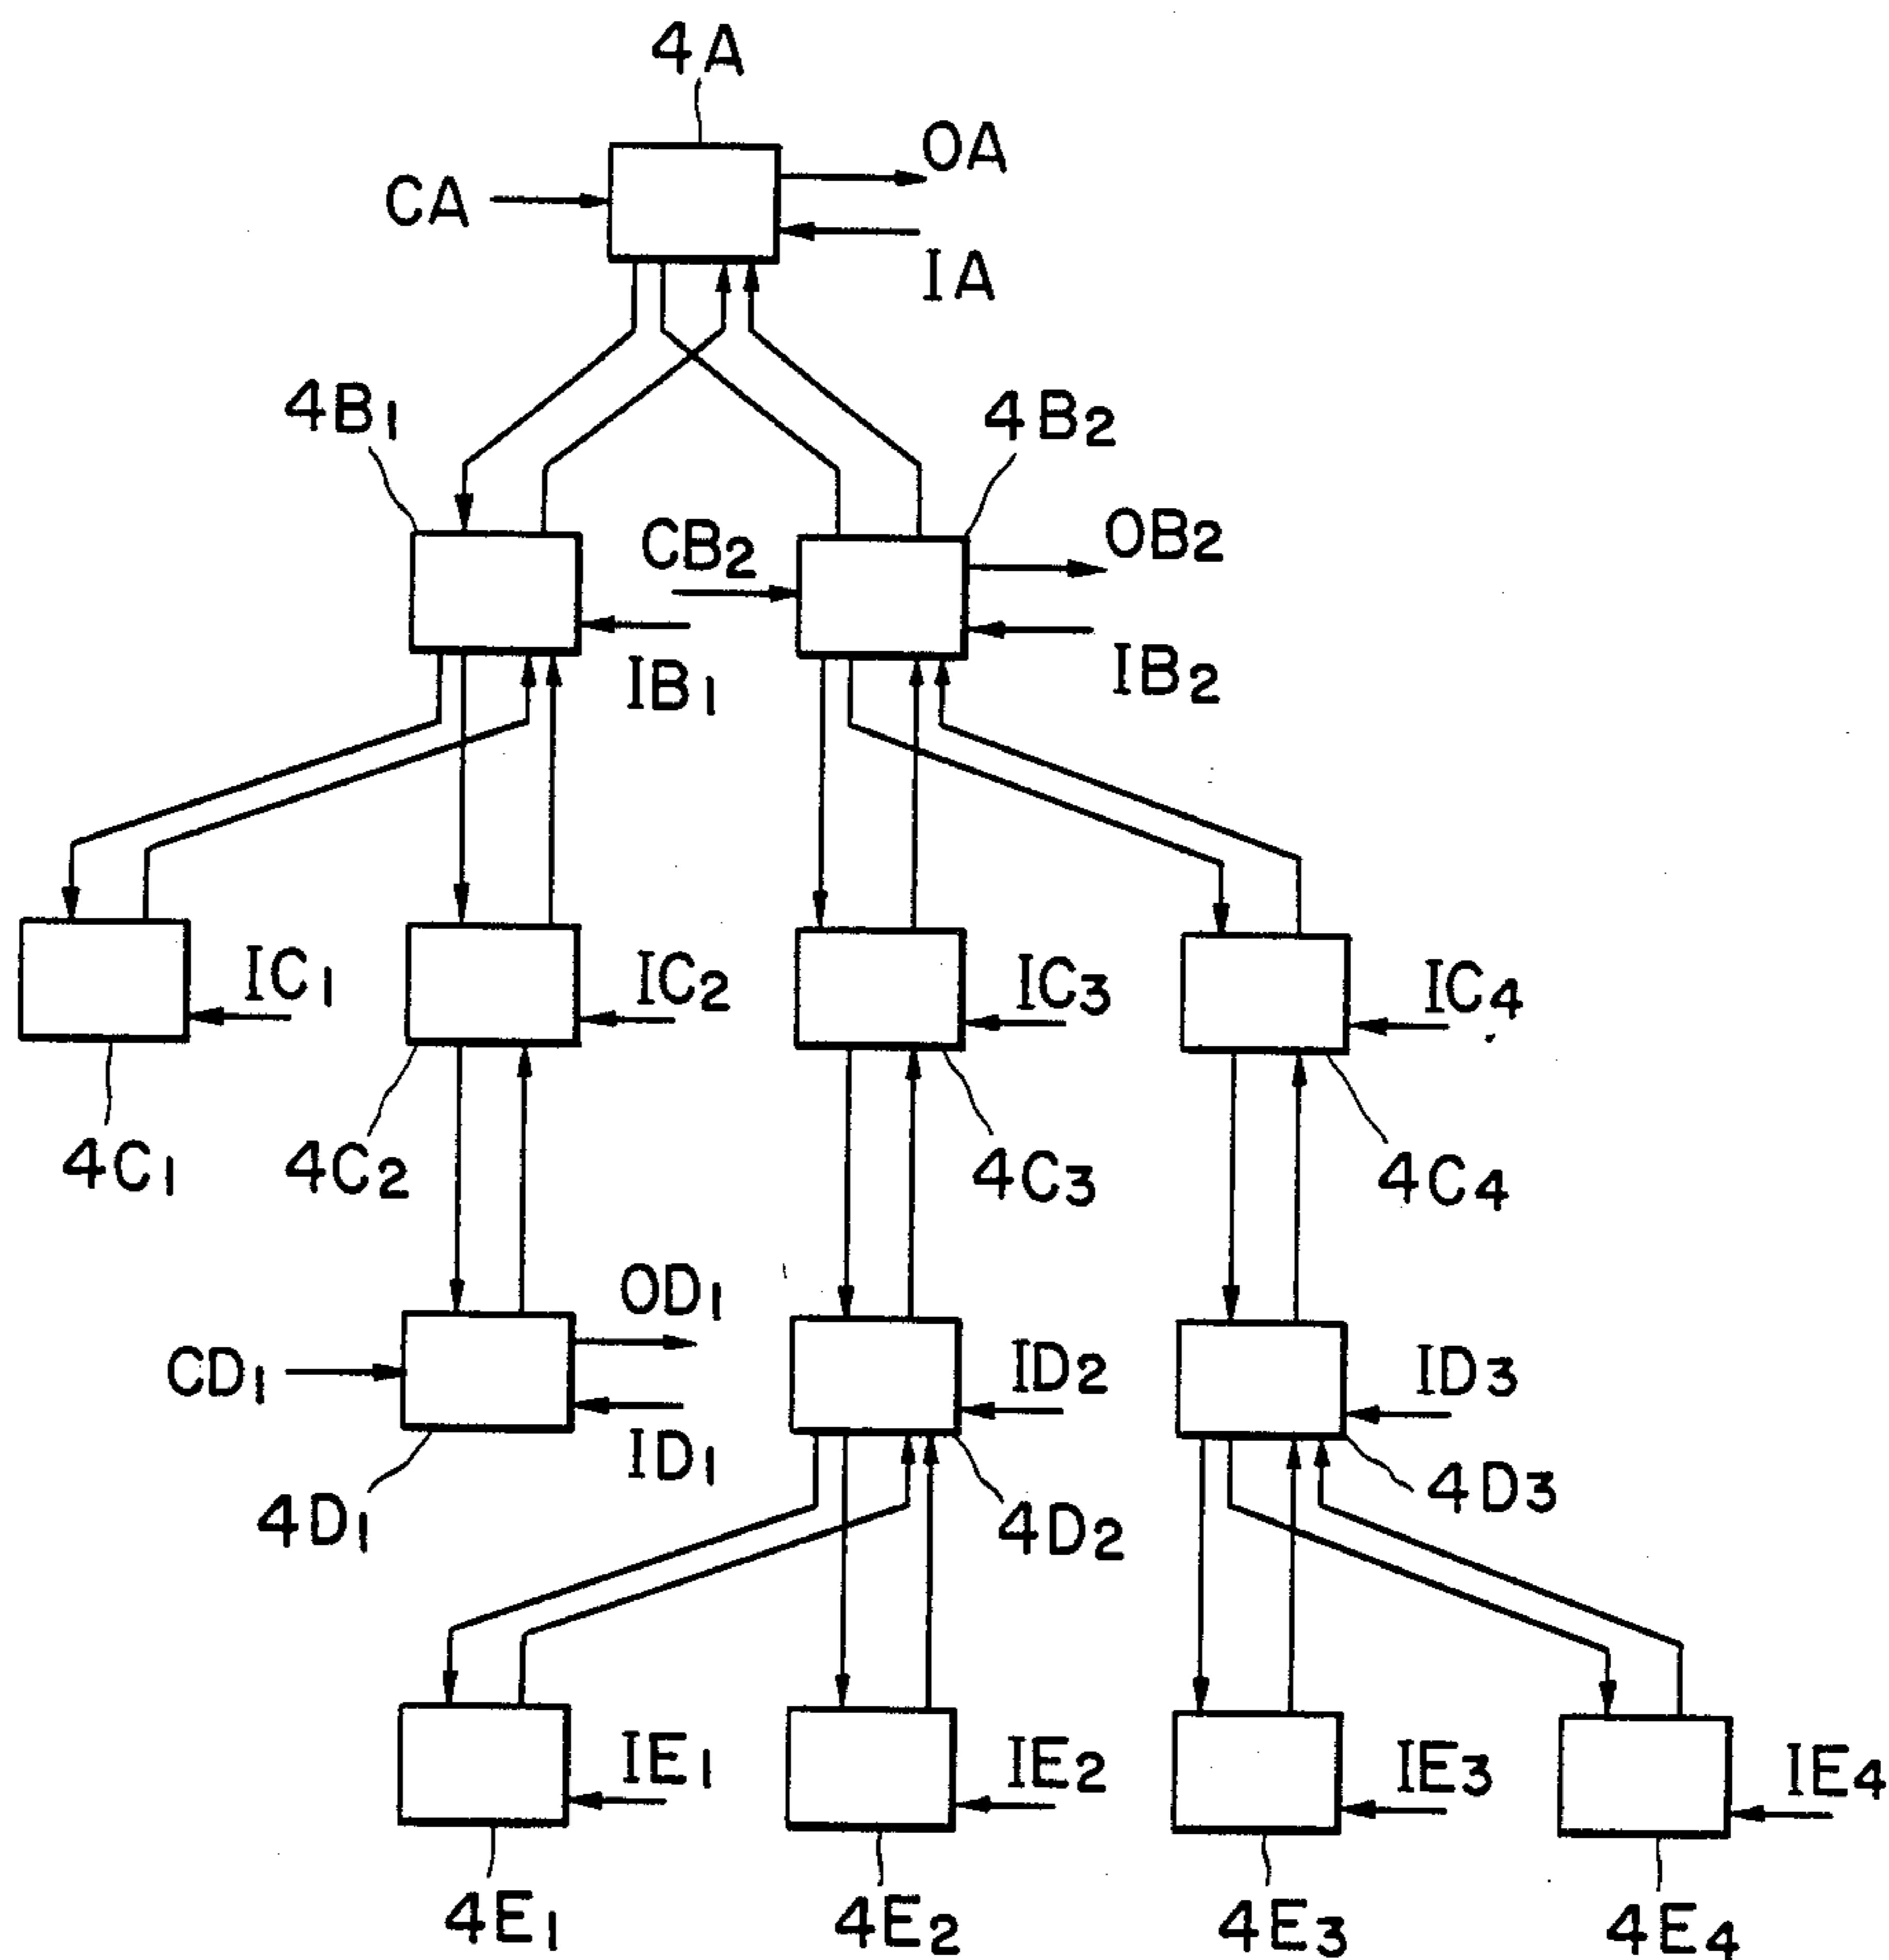 4A
OA
CA
IA
4B1
4B2
CB2
OB2
IB1
IB2
IC1
IC2
IC3
IC4
4C1
4C2
4C3
4C4
OD1
CD1
ID1
ID2
ID3
4D1
4D2
4D3
IE1
IE2
IE3
IE4
4E1
4E2
4E3
4E4